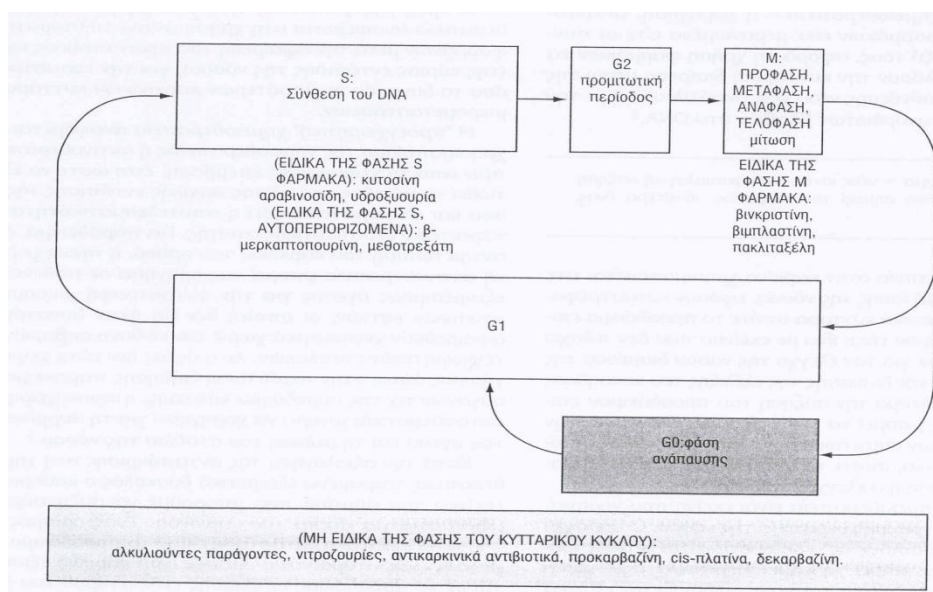 S:
Σύνθεση του DNA
G2
προμιτωτική
περίοδος
M:
ΠΡΟΦΑΣΗ,
ΜΕΤΑΦΑΣΗ,
ΑΝΑΦΑΣΗ,
ΤΕΛΟΦΑΣΗ
μίτωση
(ΕΙΔΙΚΑ ΤΗΣ ΦΑΣΗΣ S
ΦΑΡΜΑΚΑ): κυτοσίνη
αραβινοσίδη, υδροξυουρία
(ΕΙΔΙΚΑ ΤΗΣ ΦΑΣΗΣ S,
ΑΥΤΟΠΕΡΙΟΡΙΖΟΜΕΝΑ): β-
μερκαπτοπουρίνη, μεθοτρεξάτη
ΕΙΔΙΚΑ ΤΗΣ
ΦΑΣΗΣ M
ΦΑΡΜΑΚΑ:
βινκριστίνη,
βιμπλαστίνη,
πακλιταξέλη
G1
G0:φάση
ανάπαυσης
(ΜΗ ΕΙΔΙΚΑ ΤΗΣ ΦΑΣΗΣ ΤΟΥ ΚΥΤΤΑΡΙΚΟΥ ΚΥΚΛΟΥ):
αλκυλιούντες παράγοντες, νιτροζουρίες, αντικαρκινικά αντιβιοτικά, προκαρβαζίνη, cis-πλατίνα, δεκαρβαζίνη.